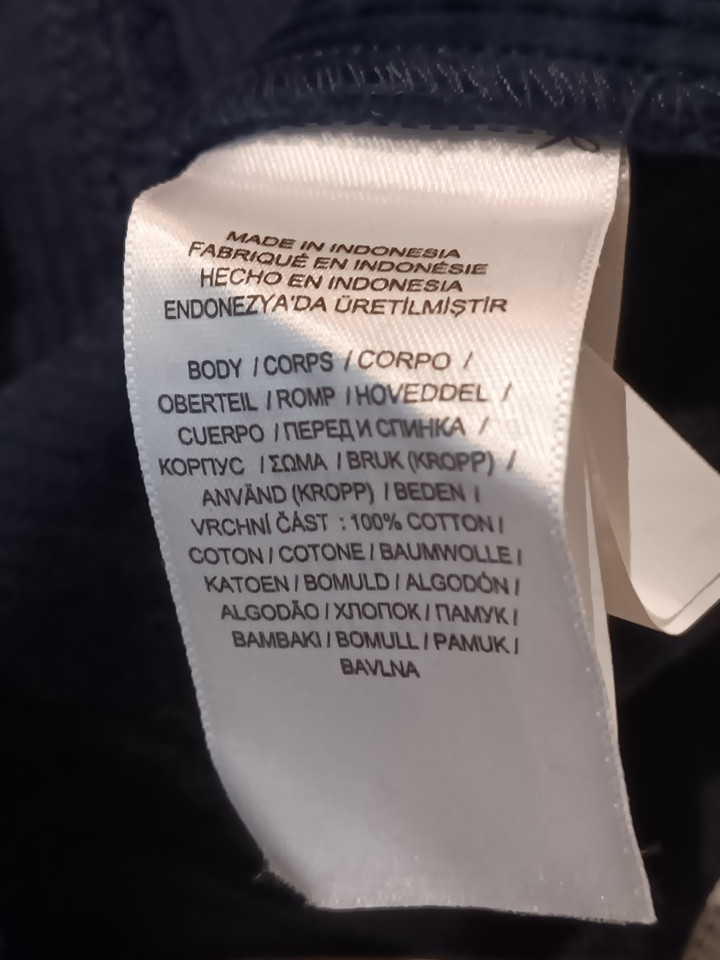 MADE IN INDONESIA
FABRIQUÉ EN INDONÉSIE
HECHO EN INDONESIA
ENDONEZYA'DA ÜRETİLMİŞTİR
BODY / CORPS / CORPO /
OBERTEIL / ROMP / HOVEDDEL /
CUERPO / ПЕРЕД И СПИНКА /
КОРПУС / ΣΩΜΑ / BRUK (KROPP) /
ANVÄND (KROPP) / BEDEN /
VRCHNÍ ČÁST : 100% COTTON /
COTON / COTONE / BAUMWOLLE /
KATOEN / BOMULD / ALGODÓN /
ALGODÃO / ХЛОПОК / ПАМУК /
BAMBAKI / BOMULL / PAMUK /
BAVLNA